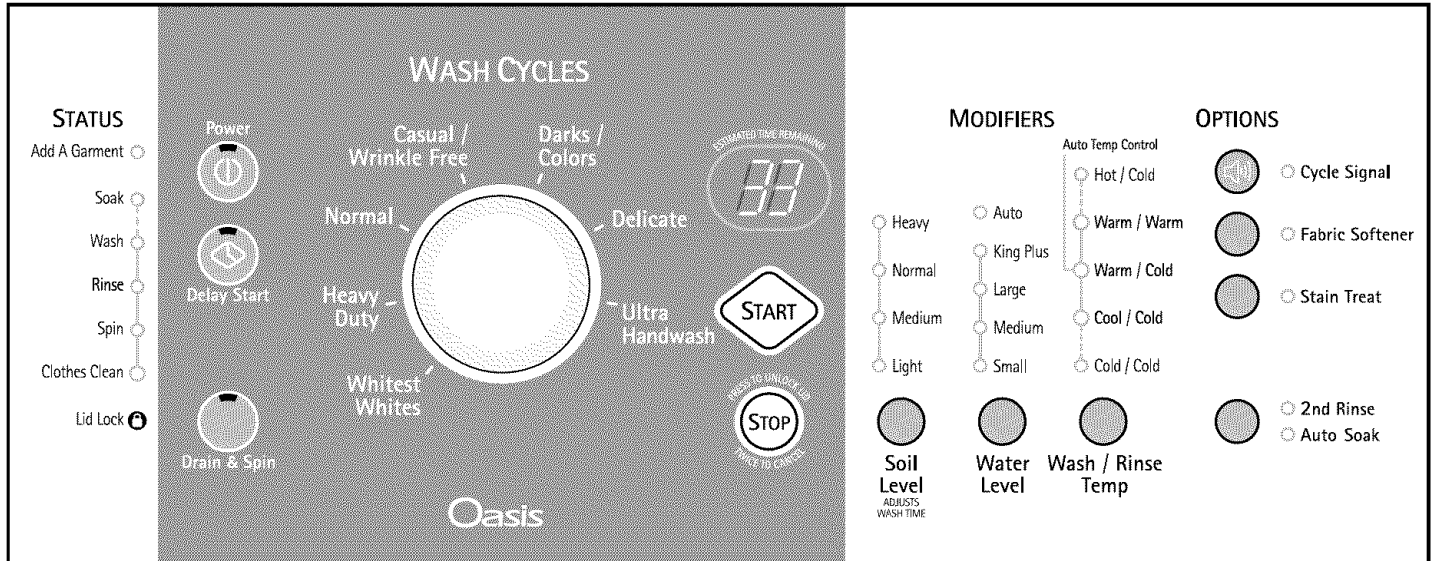 WASH CYCLES
STATUS
Add A Garment
Soak
Wash
Rinse
Spin
Clothes Clean
Lid Lock
Power
Delay Start
Drain & Spin
Casual /
Wrinkle Free
Darks /
Colors
Normal
Delicate
Heavy
Duty
Ultra
Handwash
Whitest
Whites
Oasis
ESTIMATED TIME REMAINING
33
START
PRESS TO UNLOCK LID
STOP
TWICE TO CANCEL
MODIFIERS
Heavy
Normal
Medium
Light
Soil
Level
ADJUSTS
WASH TIME
Auto
King Plus
Large
Medium
Small
Water
Level
Auto Temp Control
Hot / Cold
Warm / Warm
Warm / Cold
Cool / Cold
Cold / Cold
Wash / Rinse
Temp
OPTIONS
Cycle Signal
Fabric Softener
Stain Treat
2nd Rinse
Auto Soak